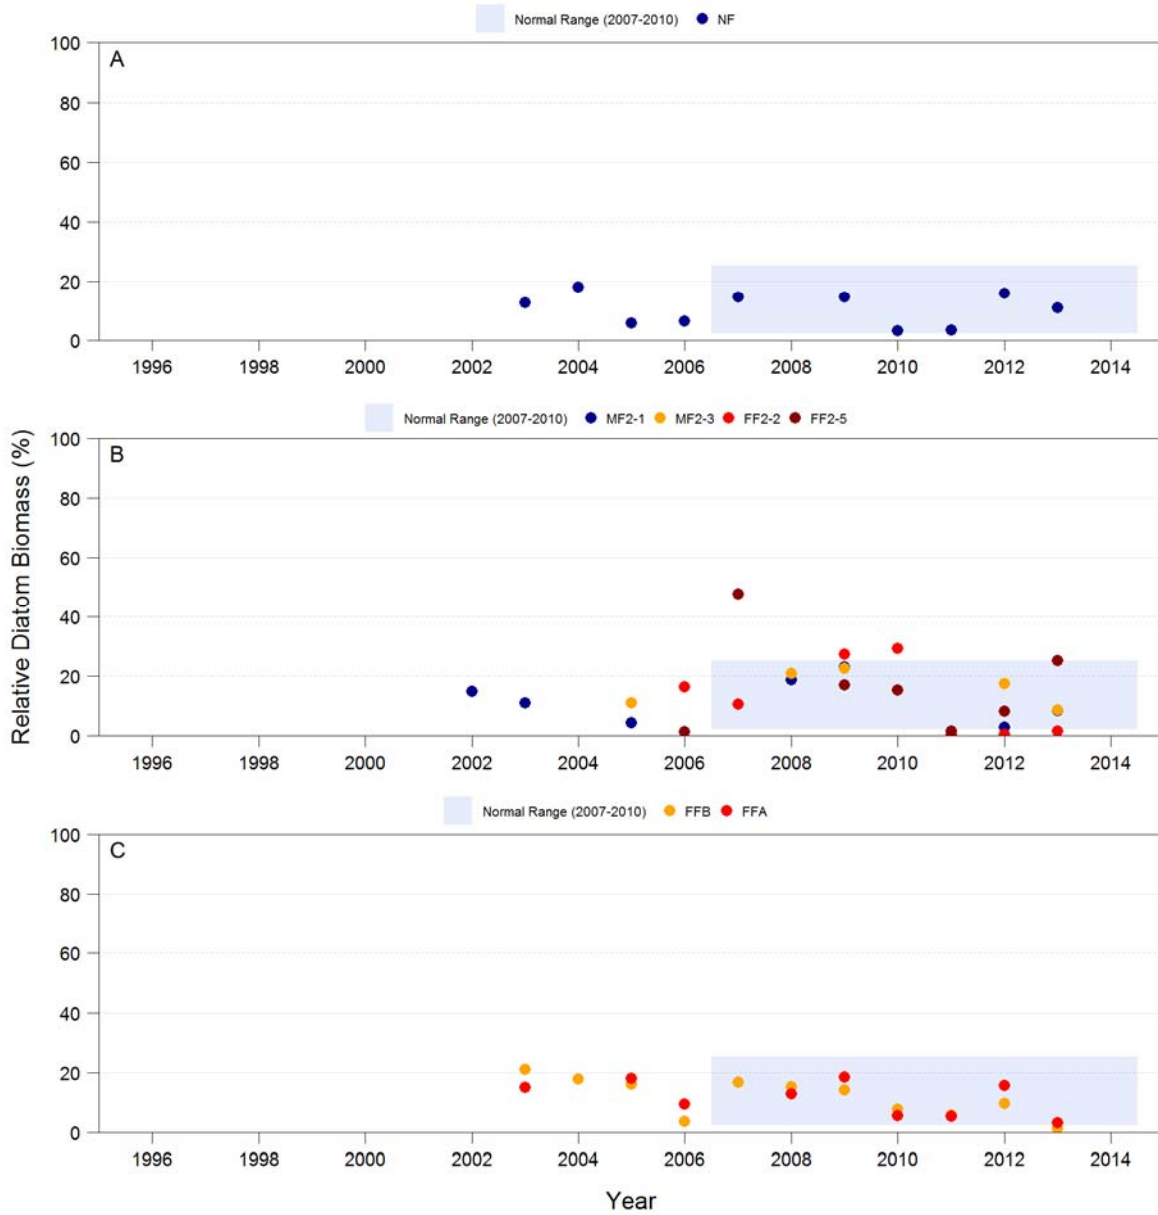 Normal Range (2007-2010) NF
A
100
80
60
40
20
0
1996 1998 2000 2002 2004 2006 2008 2010 2012 2014
Normal Range (2007-2010) MF2-1 MF2-3 FF2-2 FF2-5
B
100
80
60
40
20
0
1996 1998 2000 2002 2004 2006 2008 2010 2012 2014
Relative Diatom Biomass (%)
Normal Range (2007-2010) FFB FFA
C
100
80
60
40
20
0
1996 1998 2000 2002 2004 2006 2008 2010 2012 2014
Year